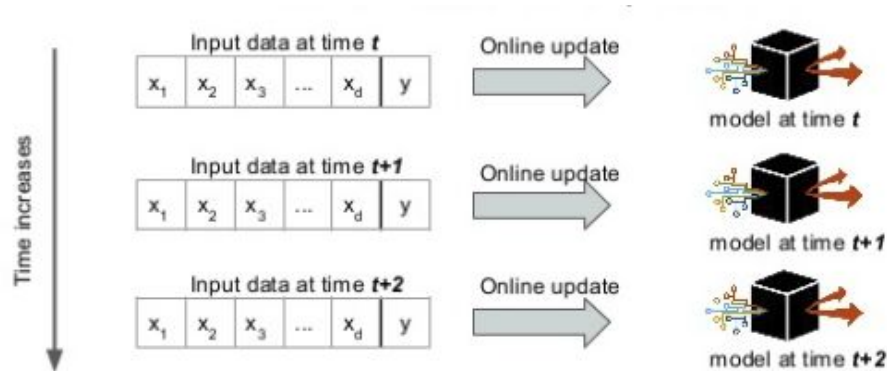 Input data at time t
Online update
x1 x2 x3 ... xd y
model at time t
Time increases
Input data at time t+1
Online update
x1 x2 x3 ... xd y
model at time t+1
Input data at time t+2
Online update
x1 x2 x3 ... xd y
model at time t+2